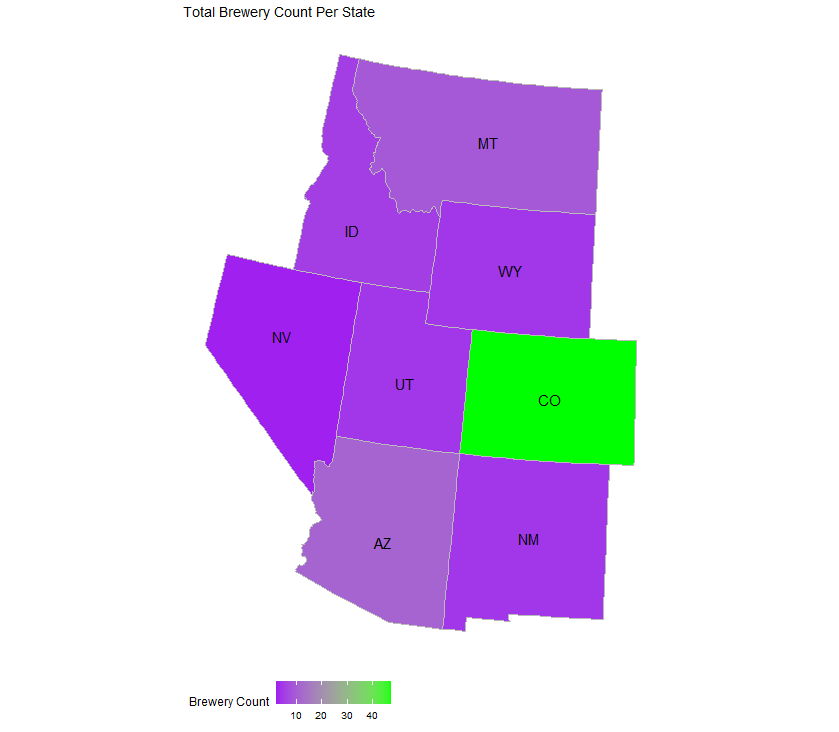 Total Brewery Count Per State
MT
ID
WY
NV
UT
CO
AZ
NM
Brewery Count
10 20 30 40